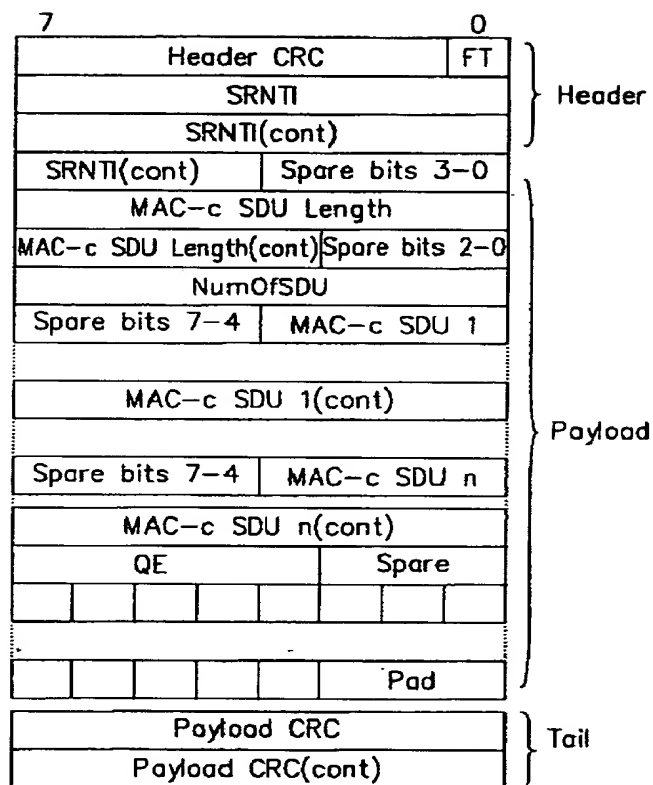 7 0
Header CRC FT
Header
SRNTI
SRNTI(cont)
SRNTI(cont) Spare bits 3-0
MAC-c SDU Length
MAC-c SDU Length(cont) Spare bits 2-0
NumOfSDU
Spare bits 7-4 MAC-c SDU 1
MAC-c SDU 1(cont)
Payload
Spare bits 7-4 MAC-c SDU n
MAC-c SDU n(cont)
QE Spare
Pad
Payload CRC
Tail
Payload CRC(cont)